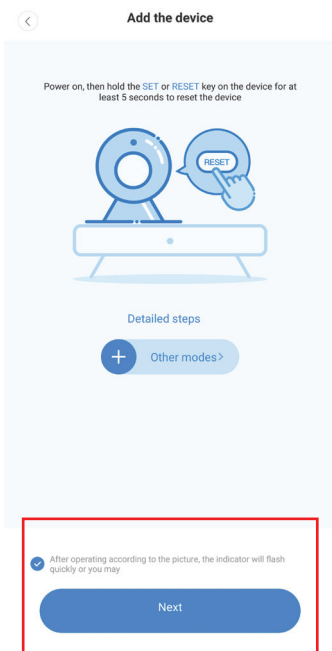 Add the device
Power on, then hold the SET or RESET key on the device for at
least 5 seconds to reset the device
RESET
Detailed steps
Other modes>
After operating according to the picture, the indicator will flash
quickly or you may
Next